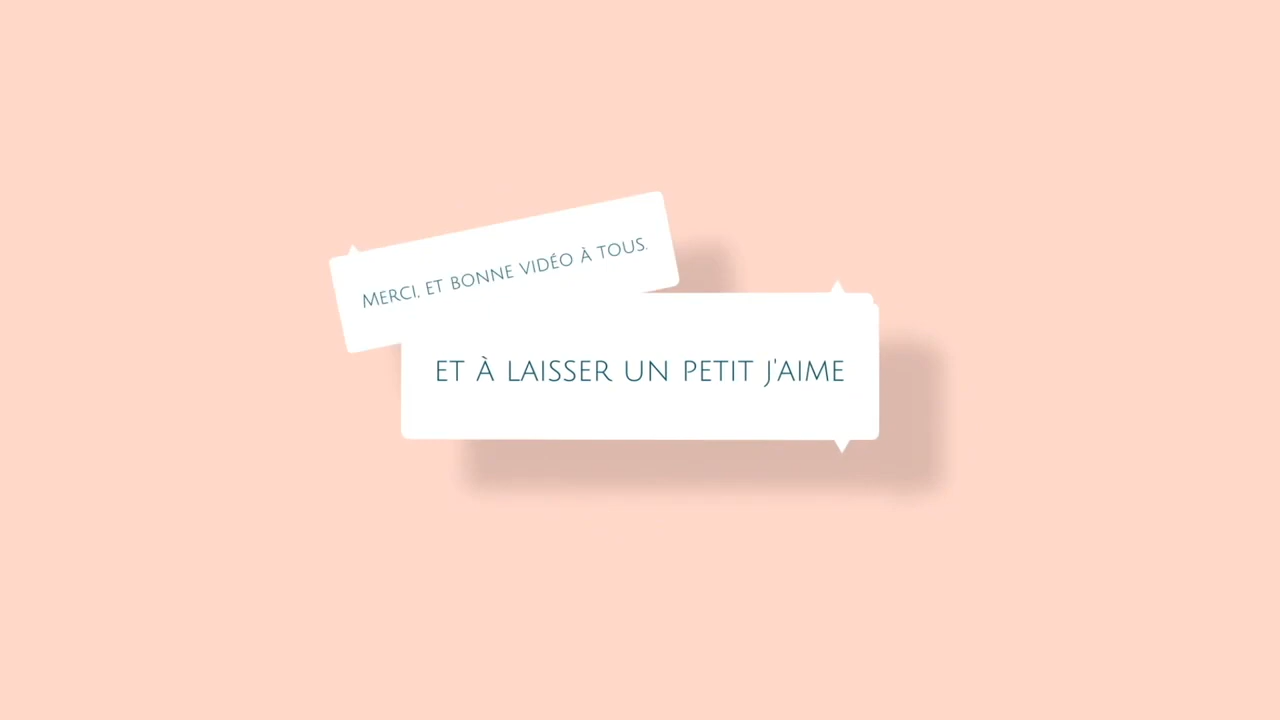 MERCI, ET BONNE VIDÉO À TOUS.
ET À LAISSER UN PETIT J'AIME